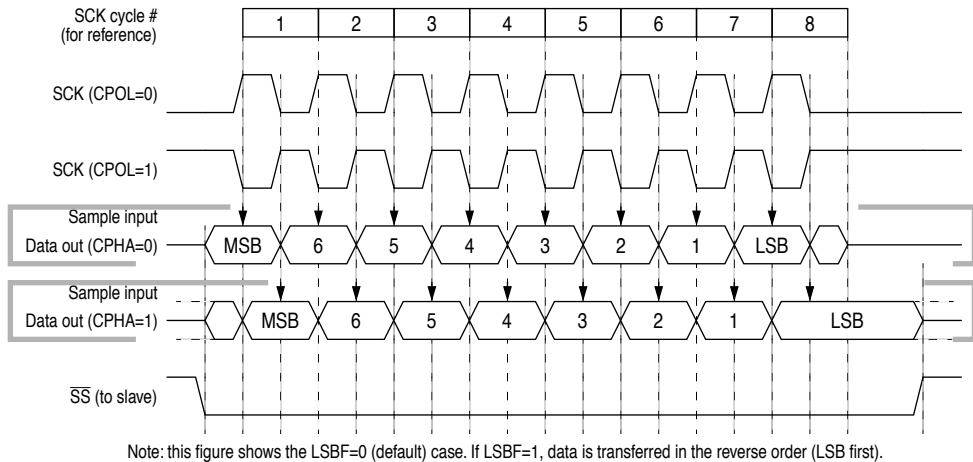 SCK cycle #
(for reference)
1 2 3 4 5 6 7 8
SCK (CPOL=0)
SCK (CPOL=1)
Sample input
Data out (CPHA=0)
MSB 6 5 4 3 2 1 LSB
Sample input
Data out (CPHA=1)
MSB 6 5 4 3 2 1 LSB
S̅S̅ (to slave)
Note: this figure shows the LSBF=0 (default) case. If LSBF=1, data is transferred in the reverse order (LSB first).